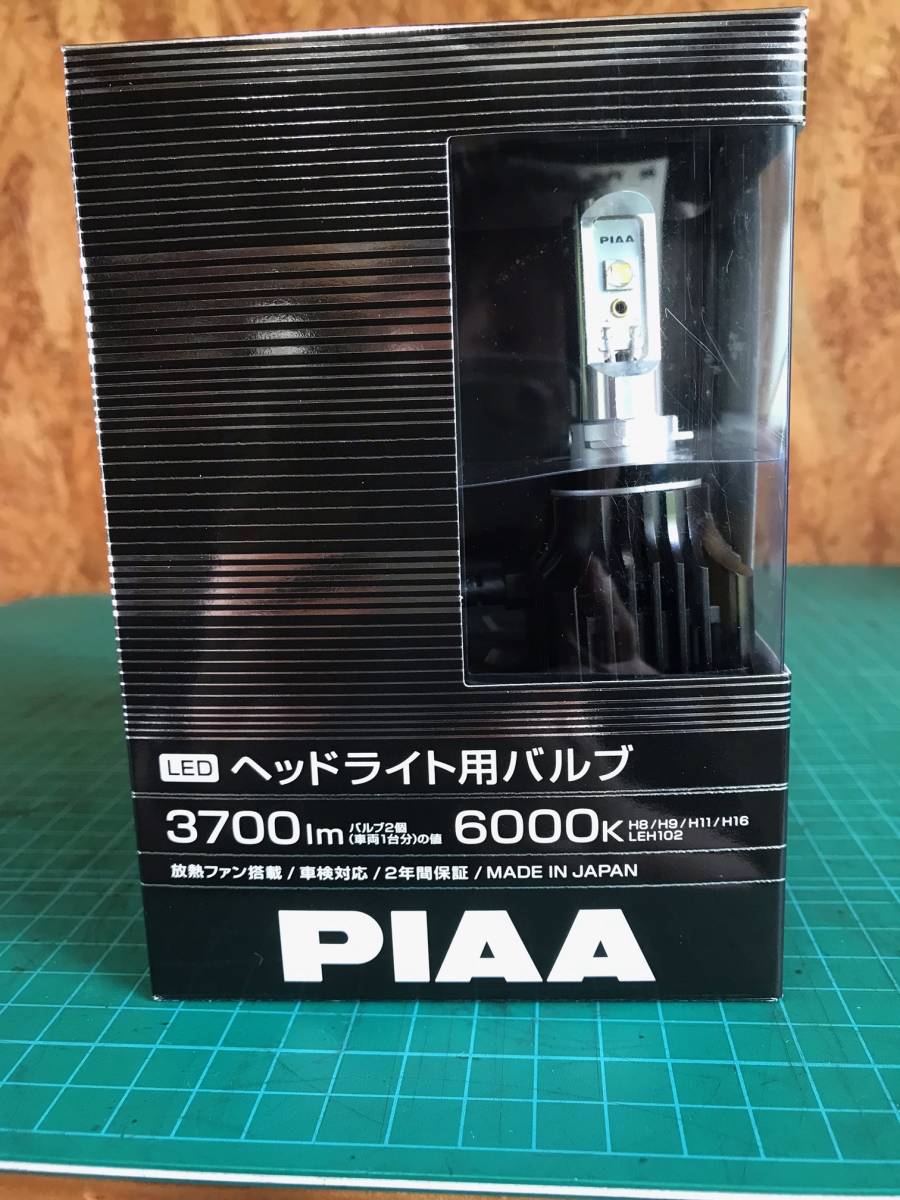 PIAA
LED ヘッドライト用バルブ
3700lm バルブ2個 (車両1台分)の値 6000K H8/H9/H11/H16 LEH102
放熱ファン搭載/車検対応/2年間保証/MADE IN JAPAN
PIAA